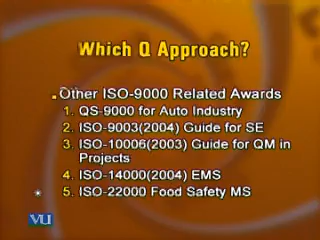 Which Q Approach?
. Other ISO-9000 Related Awards
1. QS-9000 for Auto Industry
2. ISO-9003(2004) Guide for SE
3. ISO-10006(2003) Guide for QM in
Projects
4. ISO-14000(2004) EMS
5. ISO-22000 Food Safety MS
VU